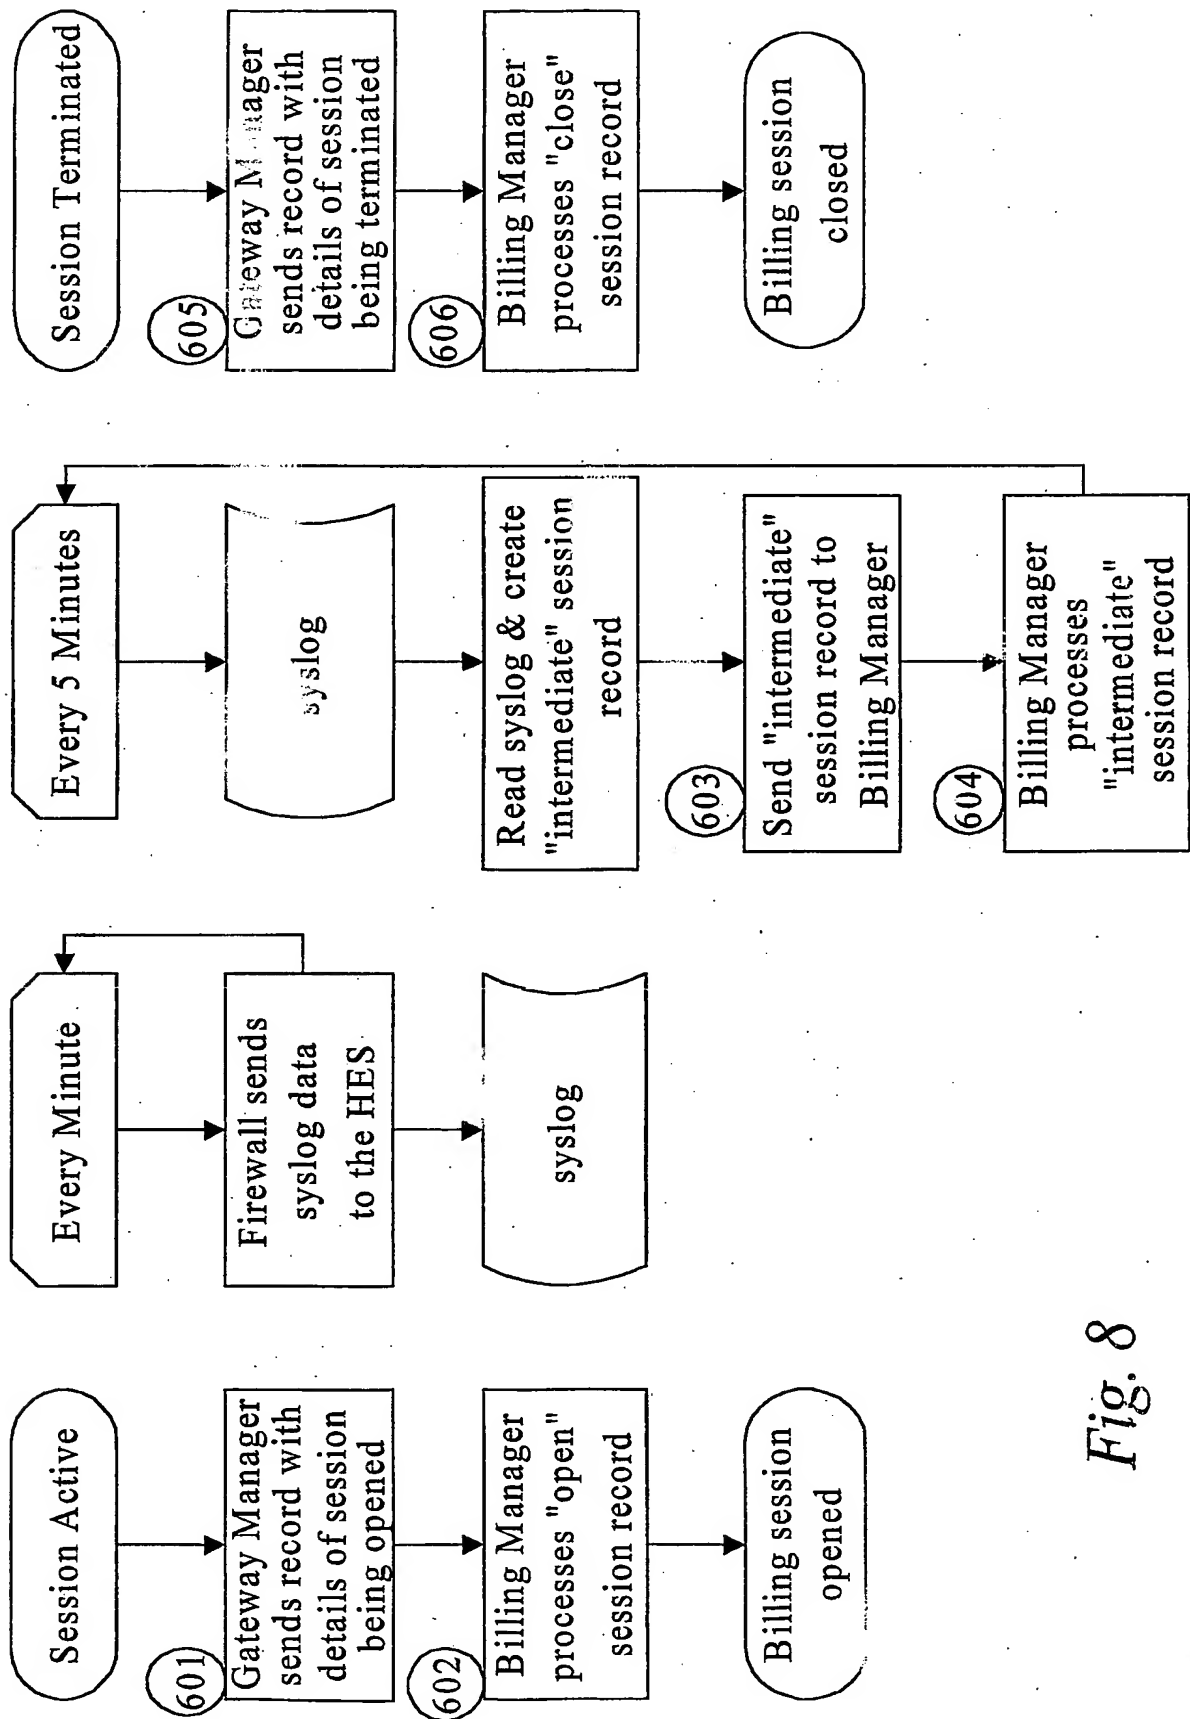 Session Active
601
Gateway Manager
sends record with
details of session
being opened
602
Billing Manager
processes "open"
session record
Billing session
opened
Every Minute
Firewall sends
syslog data
to the HES
syslog
Every 5 Minutes
syslog
Read syslog & create
"intermediate" session
record
603
Send "intermediate"
session record to
Billing Manager
604
Billing Manager
processes
"intermediate"
session record
Session Terminated
605
Gateway Manager
sends record with
details of session
being terminated
606
Billing Manager
processes "close"
session record
Billing session
closed
Fig. 8